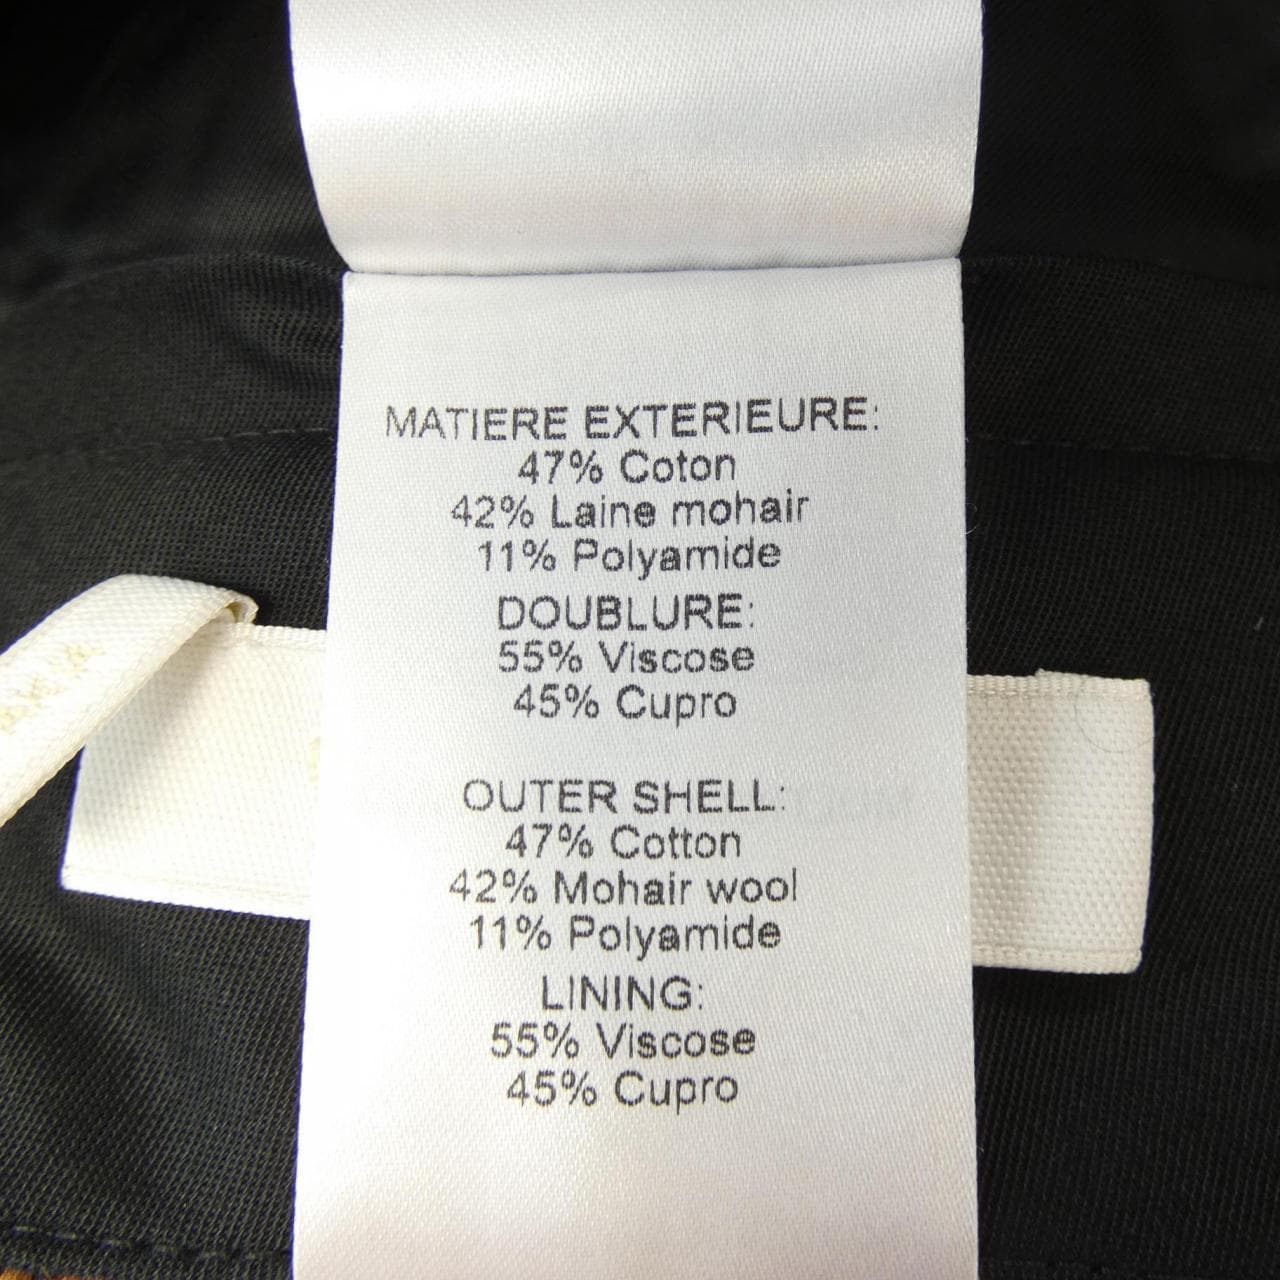 MATIERE EXTERIEURE:
47% Coton
42% Laine mohair
11% Polyamide
DOUBLURE:
55% Viscose
45% Cupro
OUTER SHELL:
47% Cotton
42% Mohair wool
11% Polyamide
LINING:
55% Viscose
45% Cupro